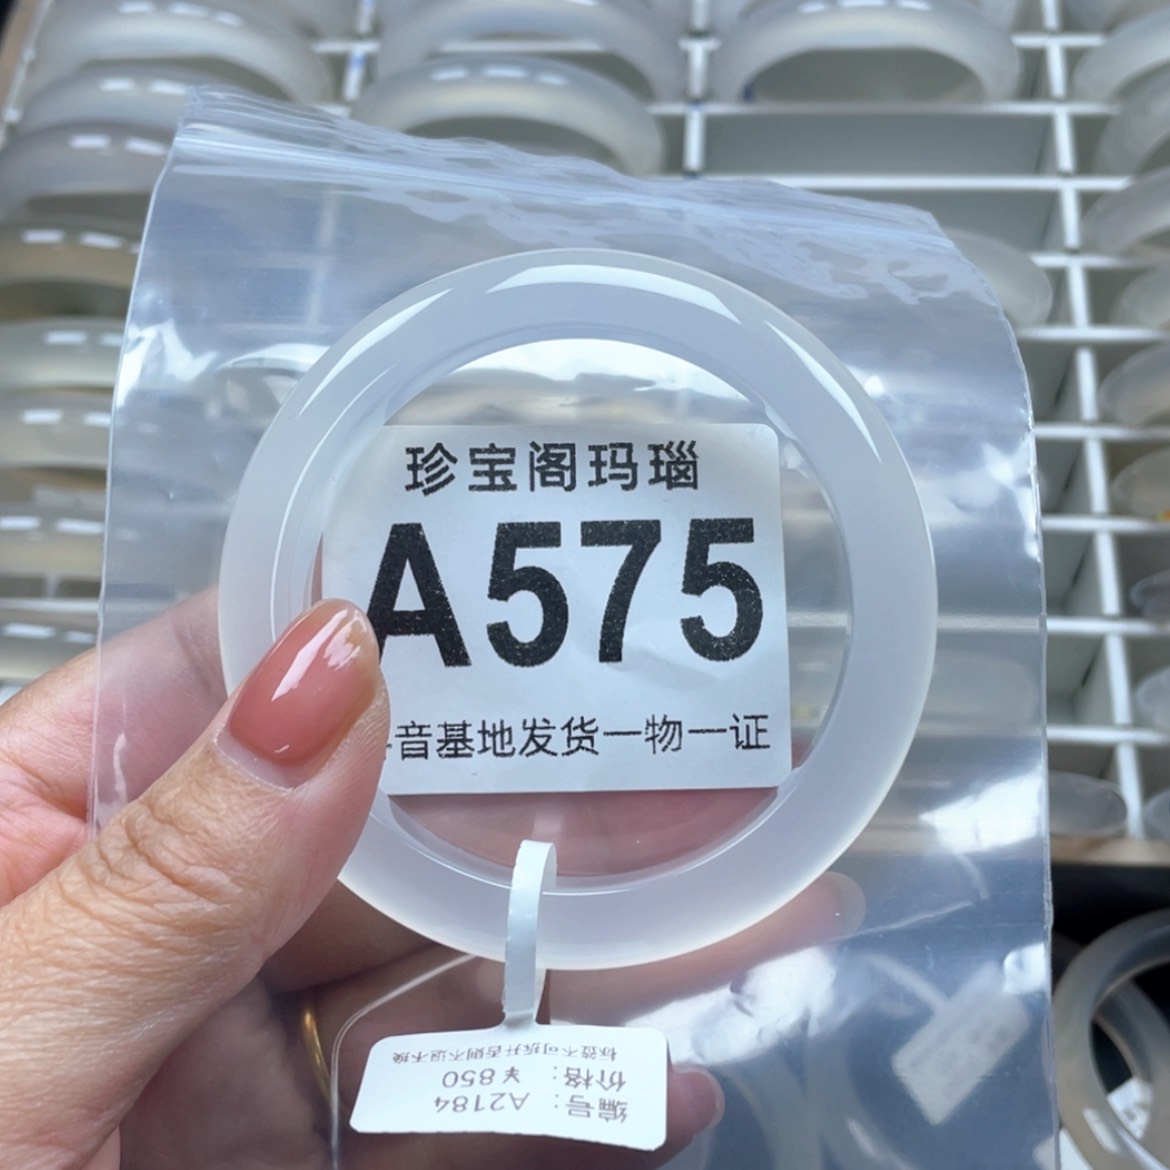 珍宝阁玛瑙
A575
音基地发货一物一证
编号: A2184
价格: ￥850
标签不可拆开否则不退不换